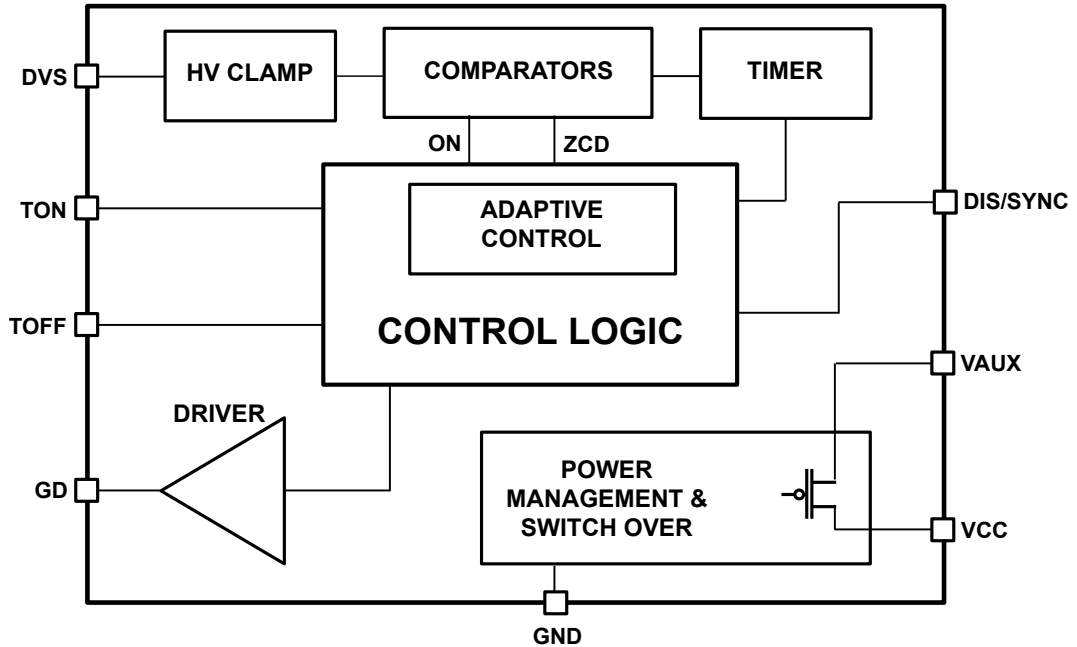 HV CLAMP
COMPARATORS
TIMER
DVS
ON
ZCD
TON
ADAPTIVE
CONTROL
DIS/SYNC
TOFF
CONTROL LOGIC
VAUX
DRIVER
GD
POWER
MANAGEMENT &
SWITCH OVER
VCC
GND